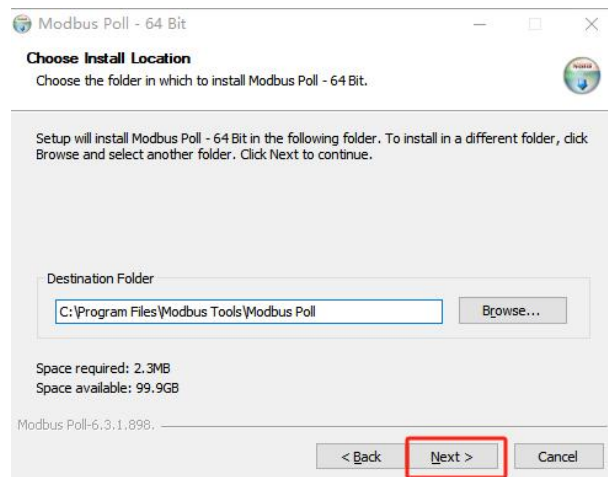 Modbus Poll - 64 Bit
Choose Install Location
Choose the folder in which to install Modbus Poll - 64 Bit.
Setup will install Modbus Poll - 64 Bit in the following folder. To install in a different folder, click
Browse and select another folder. Click Next to continue.
Destination Folder
C:\Program Files\Modbus Tools\Modbus Poll
Browse...
Space required: 2.3MB
Space available: 99.9GB
Modbus Poll-6.3.1.898.
< Back
Next >
Cancel